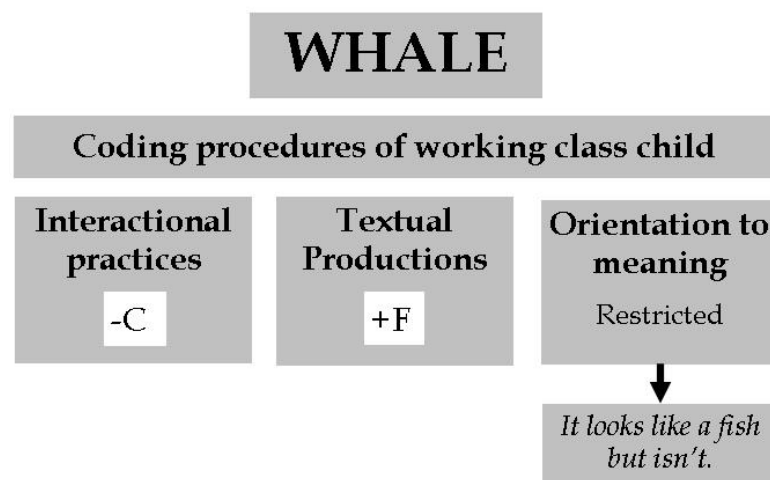 WHALE
Coding procedures of working class child
Interactional
practices
-C
Textual
Productions
+F
Orientation to
meaning
Restricted
It looks like a fish
but isn't.